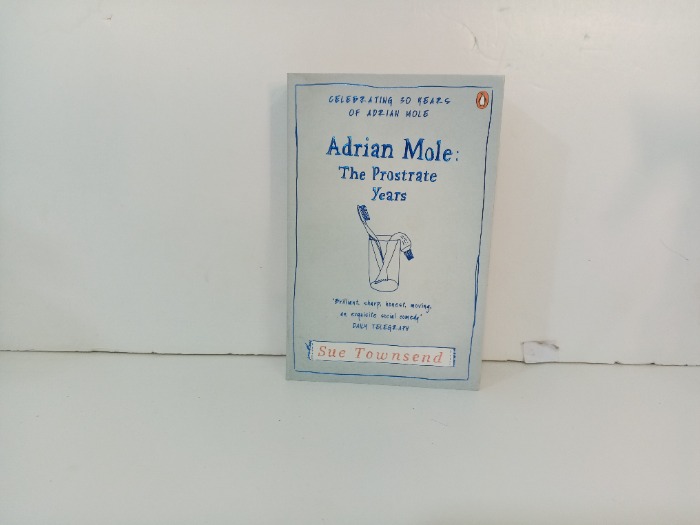 CELEBRATING 30 YEARS
OF ADRIAN MOLE
Adrian Mole:
The Prostrate
Years
'Brilliant, sharp, honest, moving,
an exquisite social comedy'
DAILY TELEGRAPH
Sue Townsend